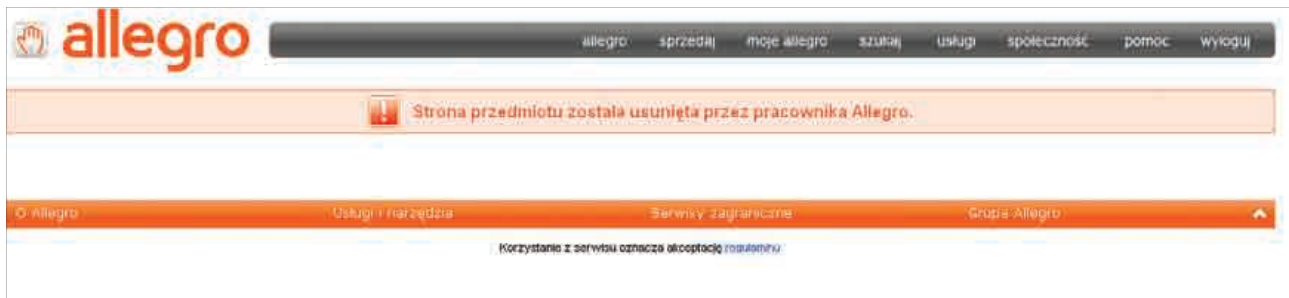 allegro
allegro sprzedaj moje allegro szukaj usługi społeczność pomoc wyloguj
Strona przedmiotu została usunięta przez pracownika Allegro.
O Allegro Usługi i narzędzia Serwisy zagraniczne Grupa Allegro
Korzystanie z serwisu oznacza akceptację regulaminu